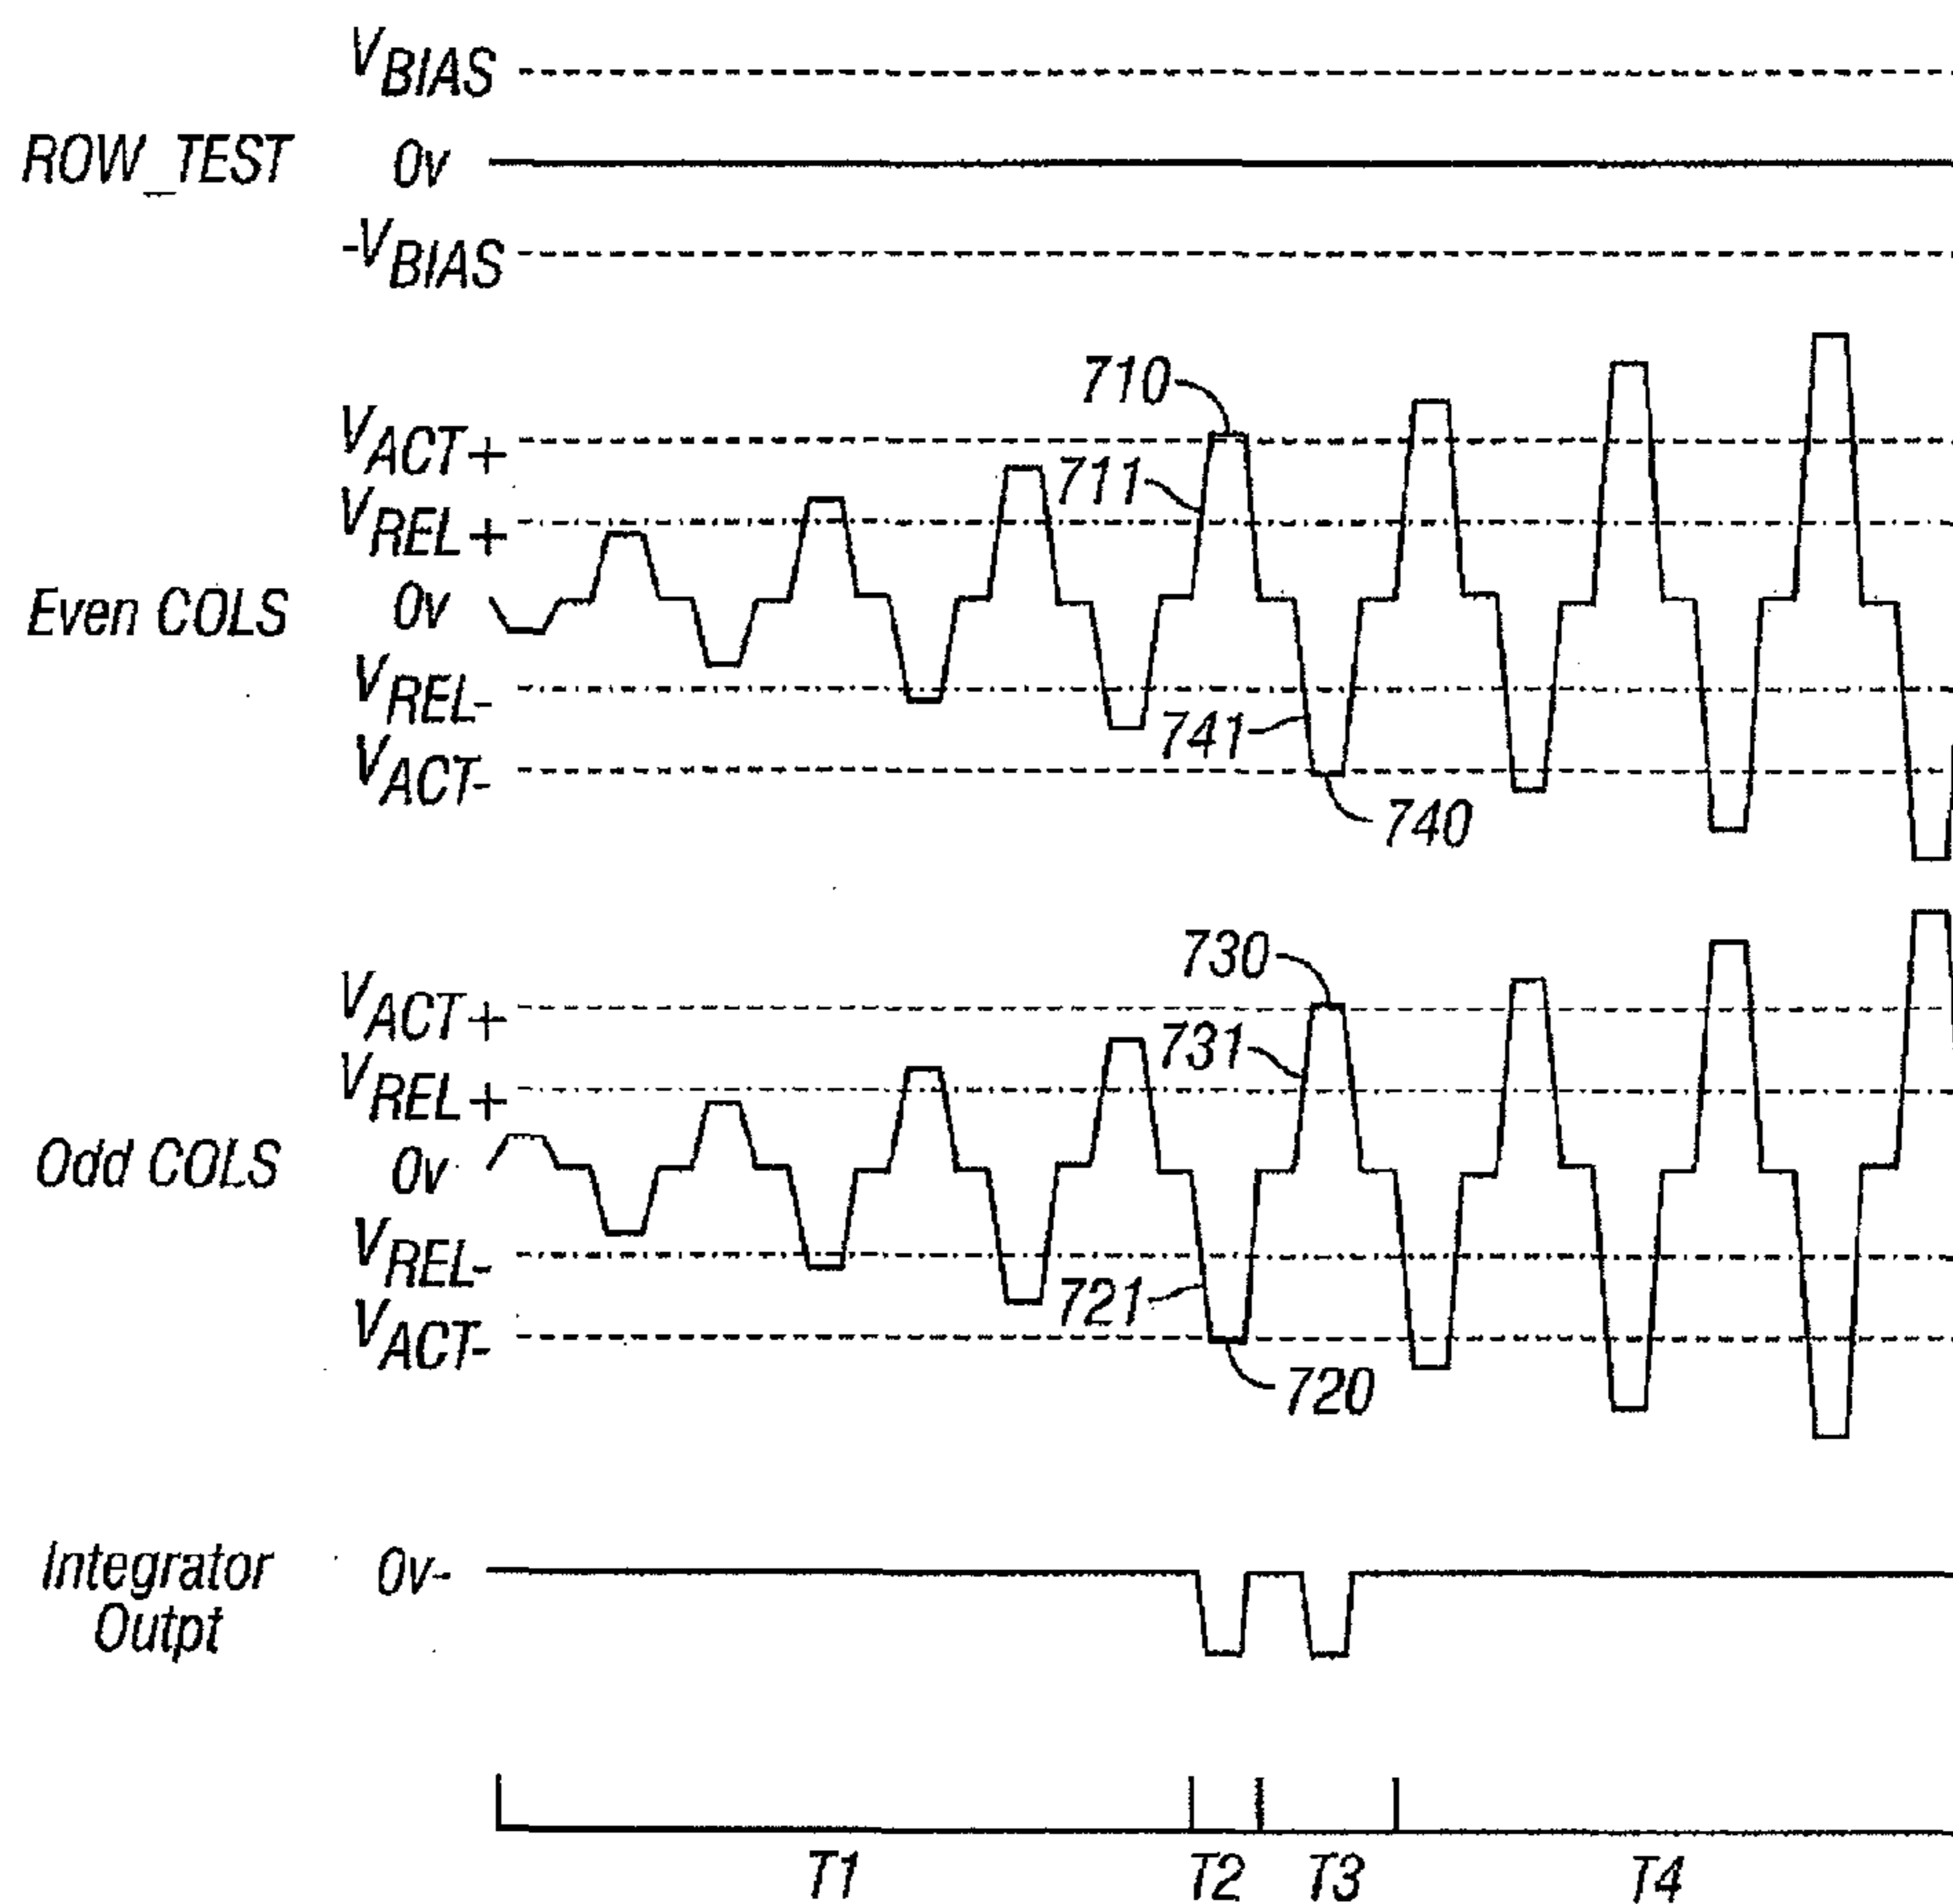 VBIAS
ROW_TEST 0v
-VBIAS
710
VACT+
711
VREL+
Even COLS 0v
VREL-
741
VACT-
740
730
VACT+
731
VREL+
Odd COLS 0v
VREL-
721
VACT-
720
Integrator 0v-
Outpt
T1 T2 T3 T4